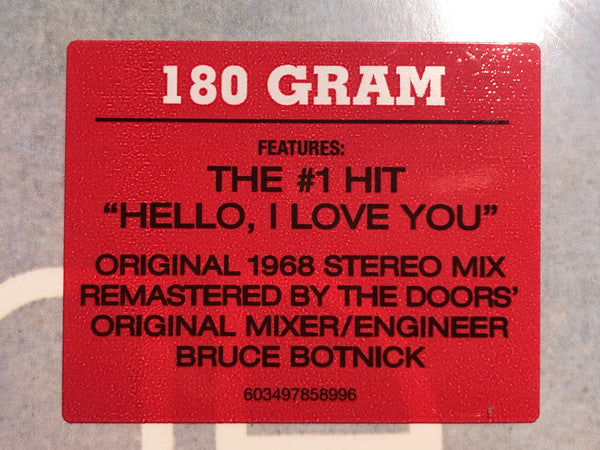 180 GRAM
FEATURES:
THE #1 HIT
“HELLO, I LOVE YOU”
ORIGINAL 1968 STEREO MIX
REMASTERED BY THE DOORS’
ORIGINAL MIXER/ENGINEER
BRUCE BOTNICK
603497858996